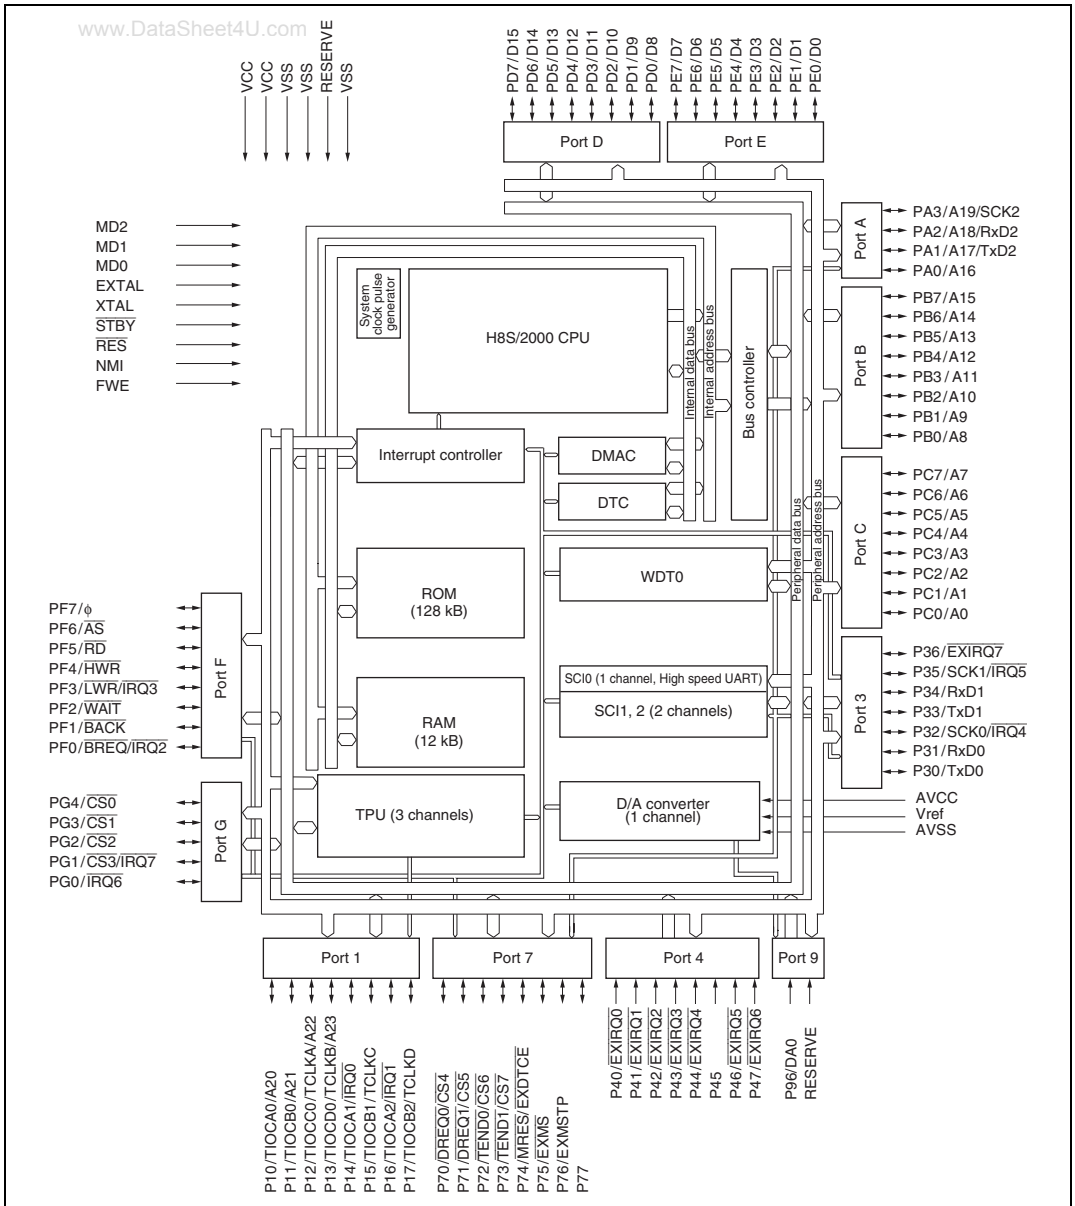 www.DataSheet4U.com
VCC
VCC
VSS
VSS
RESERVE
VSS
PD7/D15
PD6/D14
PD5/D13
PD4/D12
PD3/D11
PD2/D10
PD1/D9
PD0/D8
PE7/D7
PE6/D6
PE5/D5
PE4/D4
PE3/D3
PE2/D2
PE1/D1
PE0/D0
Port D
Port E
MD2
MD1
MD0
EXTAL
XTAL
STBY
RES
NMI
FWE
System clock pulse generator
H8S/2000 CPU
Internal data bus
Internal address bus
Bus controller
Port A
PA3/A19/SCK2
PA2/A18/RxD2
PA1/A17/TxD2
PA0/A16
Port B
PB7/A15
PB6/A14
PB5/A13
PB4/A12
PB3/A11
PB2/A10
PB1/A9
PB0/A8
Interrupt controller
DMAC
DTC
Peripheral data bus
Peripheral address bus
Port C
PC7/A7
PC6/A6
PC5/A5
PC4/A4
PC3/A3
PC2/A2
PC1/A1
PC0/A0
ROM
(128 kB)
WDT0
PF7/ϕ
PF6/AS
PF5/RD
PF4/HWR
PF3/LWR/IRQ3
PF2/WAIT
PF1/BACK
PF0/BREQ/IRQ2
Port F
RAM
(12 kB)
SCI0 (1 channel, High speed UART)
SCI1, 2 (2 channels)
Port 3
P36/EXIRQ7
P35/SCK1/IRQ5
P34/RxD1
P33/TxD1
P32/SCK0/IRQ4
P31/RxD0
P30/TxD0
PG4/CS0
PG3/CS1
PG2/CS2
PG1/CS3/IRQ7
PG0/IRQ6
Port G
TPU (3 channels)
D/A converter
(1 channel)
AVCC
Vref
AVSS
Port 1
Port 7
Port 4
Port 9
P10/TIOCA0/A20
P11/TIOCB0/A21
P12/TIOCC0/TCLKA/A22
P13/TIOCD0/TCLKB/A23
P14/TIOCA1/IRQ0
P15/TIOCB1/TCLKC
P16/TIOCA2/IRQ1
P17/TIOCB2/TCLKD
P70/DREQ0/CS4
P71/DREQ1/CS5
P72/TEND0/CS6
P73/TEND1/CS7
P74/MRES/EXDTCE
P75/EXMS
P76/EXMSTP
P77
P40/EXIRQ0
P41/EXIRQ1
P42/EXIRQ2
P43/EXIRQ3
P44/EXIRQ4
P45
P46/EXIRQ5
P47/EXIRQ6
P96/DA0
RESERVE